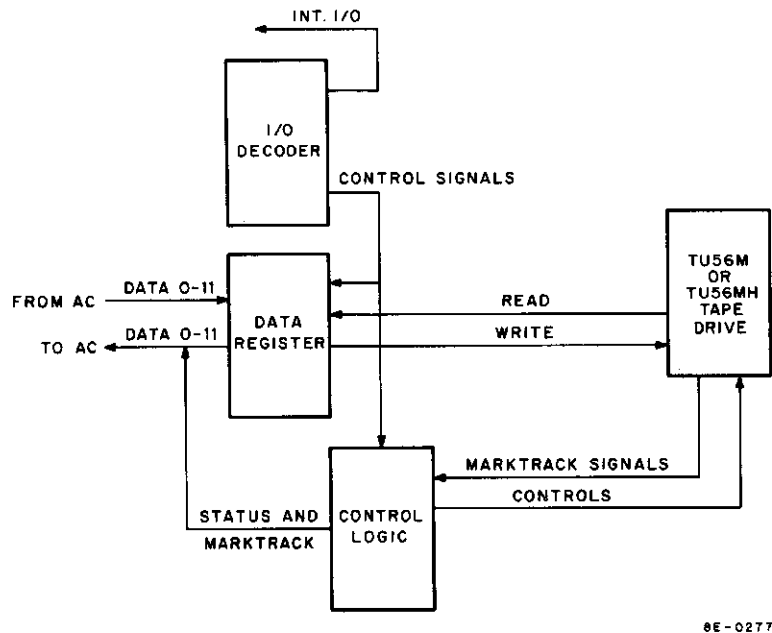 INT. I/O
I/O
DECODER
CONTROL SIGNALS
TU56M
OR
TU56MH
TAPE
DRIVE
FROM AC
DATA 0-11
TO AC
DATA 0-11
DATA
REGISTER
READ
WRITE
MARKTRACK SIGNALS
CONTROLS
STATUS AND
MARKTRACK
CONTROL
LOGIC
8E-0277